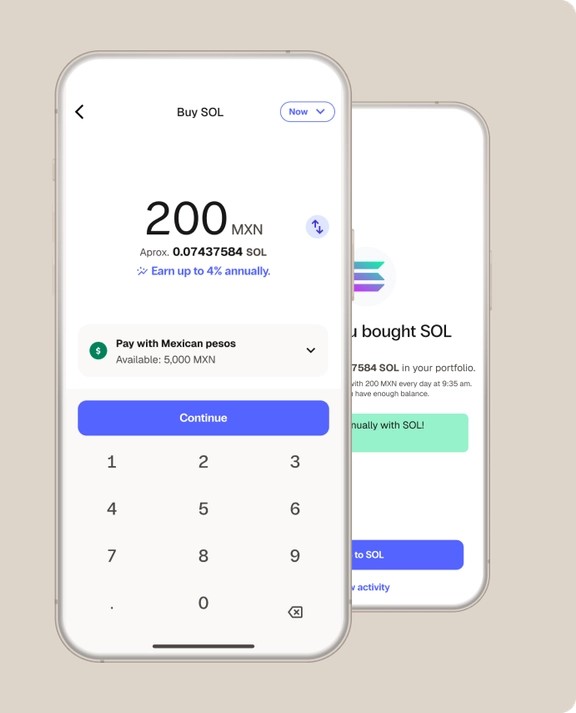 Buy SOL
Now
200 MXN
Aprox. 0.07437584 SOL
Earn up to 4% annually.
$
Pay with Mexican pesos
Available: 5,000 MXN
Continue
1 2 3
4 5 6
7 8 9
. 0
bought SOL
7584 SOL in your portfolio.
with 200 MXN every day at 9:35 am.
have enough balance.
with SOL!
to SOL
activity